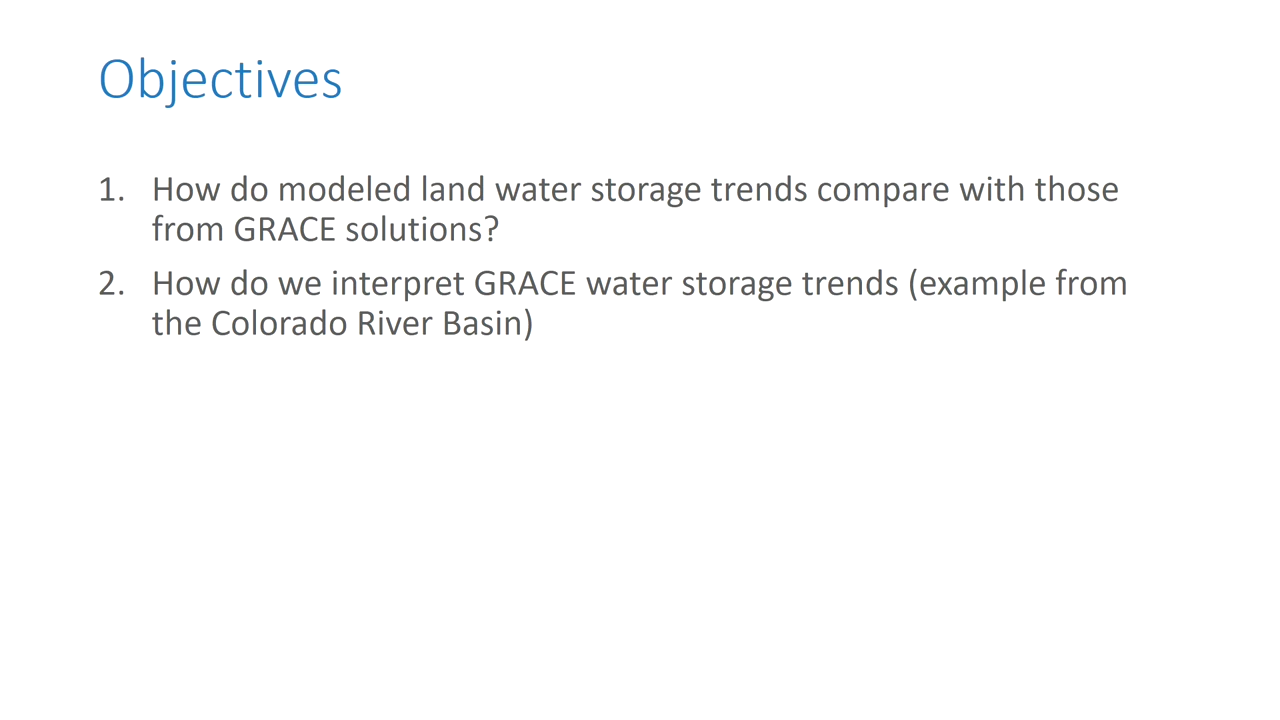 Objectives
1. How do modeled land water storage trends compare with those
from GRACE solutions?
2. How do we interpret GRACE water storage trends (example from
the Colorado River Basin)